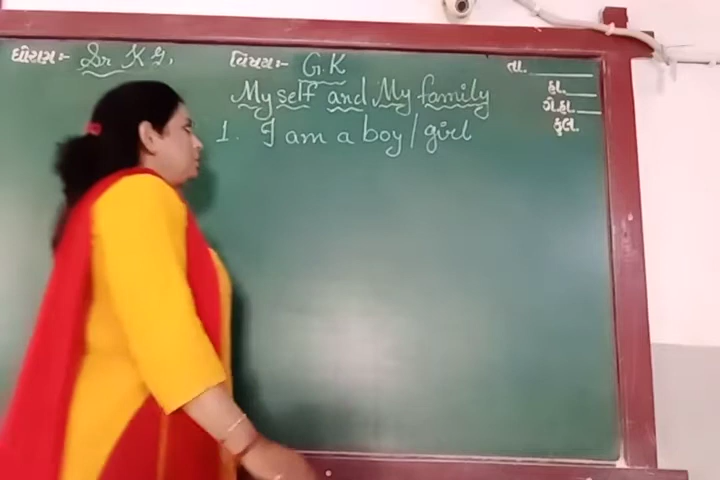 ધોરણ:- Sr K.G.
વિષય:- G.K
તા.
હા.
ગે.હા.
કુલ.
My self and My family
1. I am a boy/girl